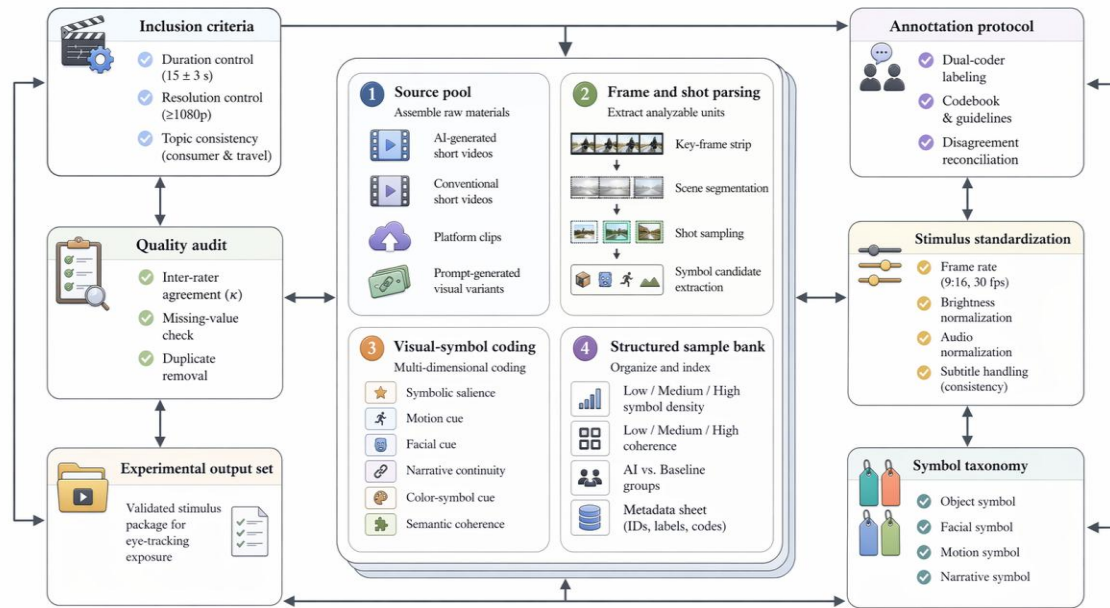 Inclusion criteria
Duration control
(15 ± 3 s)
Resolution control
(≥1080p)
Topic consistency
(consumer & travel)
Quality audit
Inter-rater
agreement (κ)
Missing-value
check
Duplicate
removal
Experimental output set
Validated stimulus
package for
eye-tracking
exposure
1 Source pool
Assemble raw materials
AI-generated
short videos
Conventional
short videos
Platform clips
Prompt-generated
visual variants
2 Frame and shot parsing
Extract analyzable units
Key-frame strip
Scene segmentation
Shot sampling
Symbol candidate
extraction
3 Visual-symbol coding
Multi-dimensional coding
Symbolic salience
Motion cue
Facial cue
Narrative continuity
Color-symbol cue
Semantic coherence
4 Structured sample bank
Organize and index
Low / Medium / High
symbol density
Low / Medium / High
coherence
AI vs. Baseline
groups
Metadata sheet
(IDs, labels, codes)
Annottation protocol
Dual-coder
labeling
Codebook
& guidelines
Disagreement
reconciliation
Stimulus standardization
Frame rate
(9:16, 30 fps)
Brightness
normalization
Audio
normalization
Subtitle handling
(consistency)
Symbol taxonomy
Object symbol
Facial symbol
Motion symbol
Narrative symbol